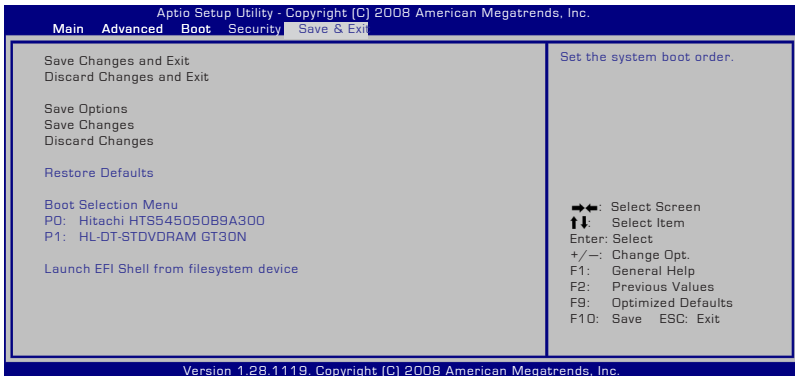 Aptio Setup Utility - Copyright (C) 2008 American Megatrends, Inc.
Main Advanced Boot Security Save & Exit
Save Changes and Exit
Discard Changes and Exit
Save Options
Save Changes
Discard Changes
Restore Defaults
Boot Selection Menu
P0: Hitachi HTS545050B9A300
P1: HL-DT-STDVDRAM GT30N
Launch EFI Shell from filesystem device
Set the system boot order.
→←: Select Screen
↑↓: Select Item
Enter: Select
+/—: Change Opt.
F1: General Help
F2: Previous Values
F9: Optimized Defaults
F10: Save ESC: Exit
Version 1.28.1119. Copyright (C) 2008 American Megatrends, Inc.